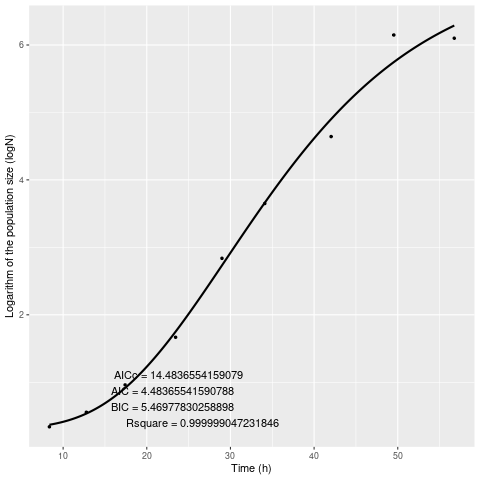 6
4
2
Logarithm of the population size (logN)
AICc = 14.4836554159079
AIC = 4.48365541590788
BIC = 5.46977830258898
Rsquare = 0.999999047231846
10 20 30 40 50
Time (h)